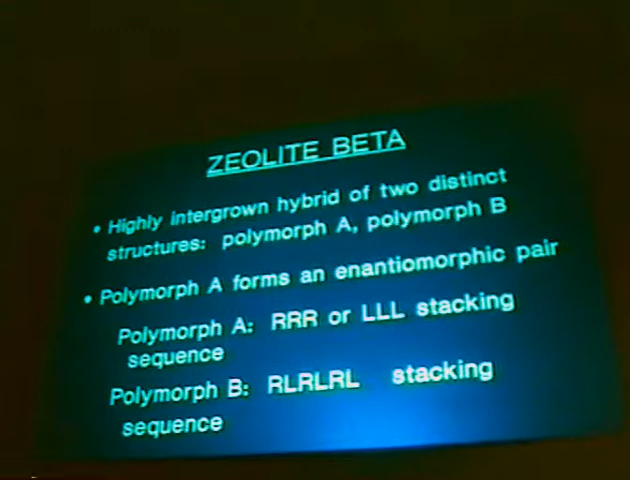 ZEOLITE BETA
• Highly intergrown hybrid of two distinct
structures: polymorph A, polymorph B
• Polymorph A forms an enantiomorphic pair
Polymorph A: RRR or LLL stacking
sequence
Polymorph B: RLRLRL stacking
sequence